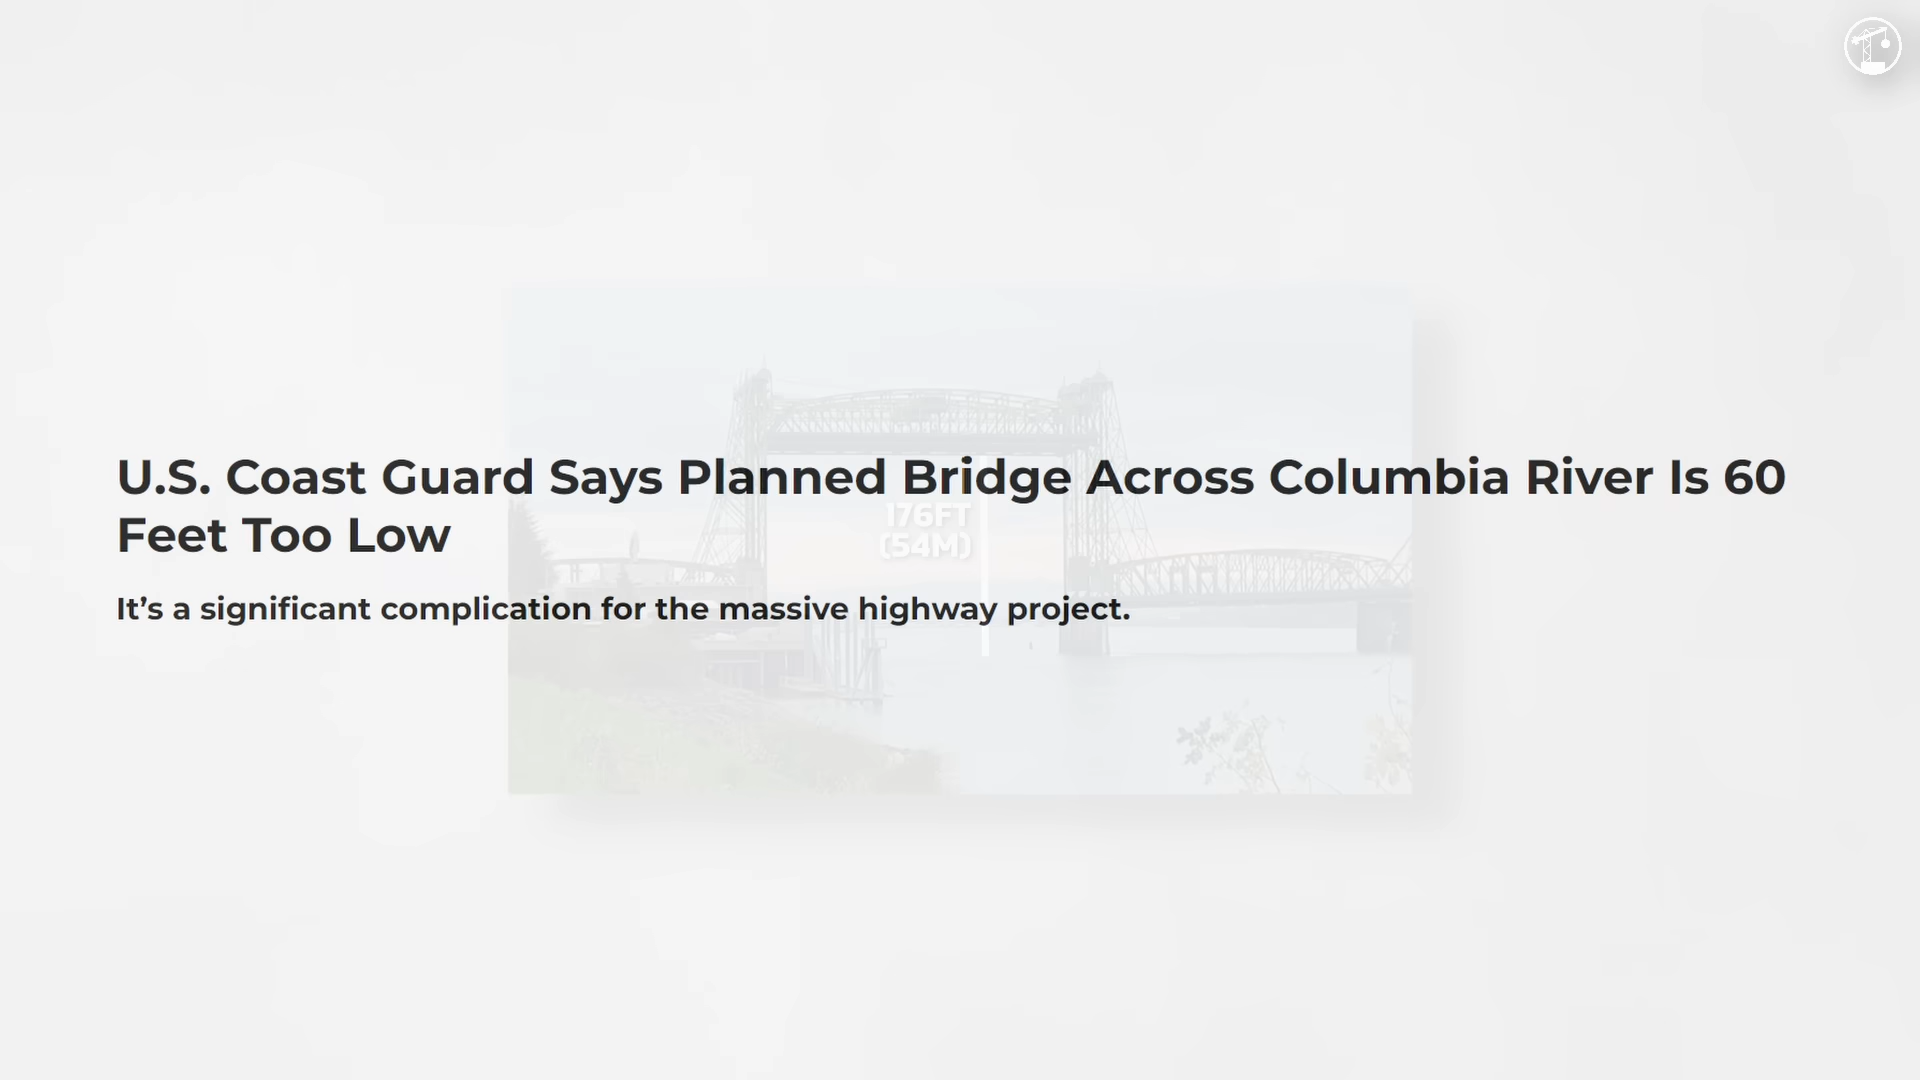 U.S. Coast Guard Says Planned Bridge Across Columbia River Is 60
Feet Too Low
176FT
(54M)
It’s a significant complication for the massive highway project.